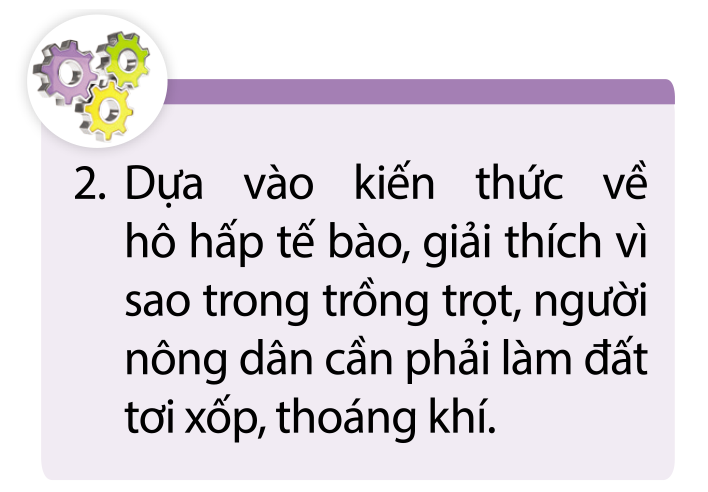 2. Dựa vào kiến thức về
hô hấp tế bào, giải thích vì
sao trong trồng trọt, người
nông dân cần phải làm đất
tơi xốp, thoáng khí.